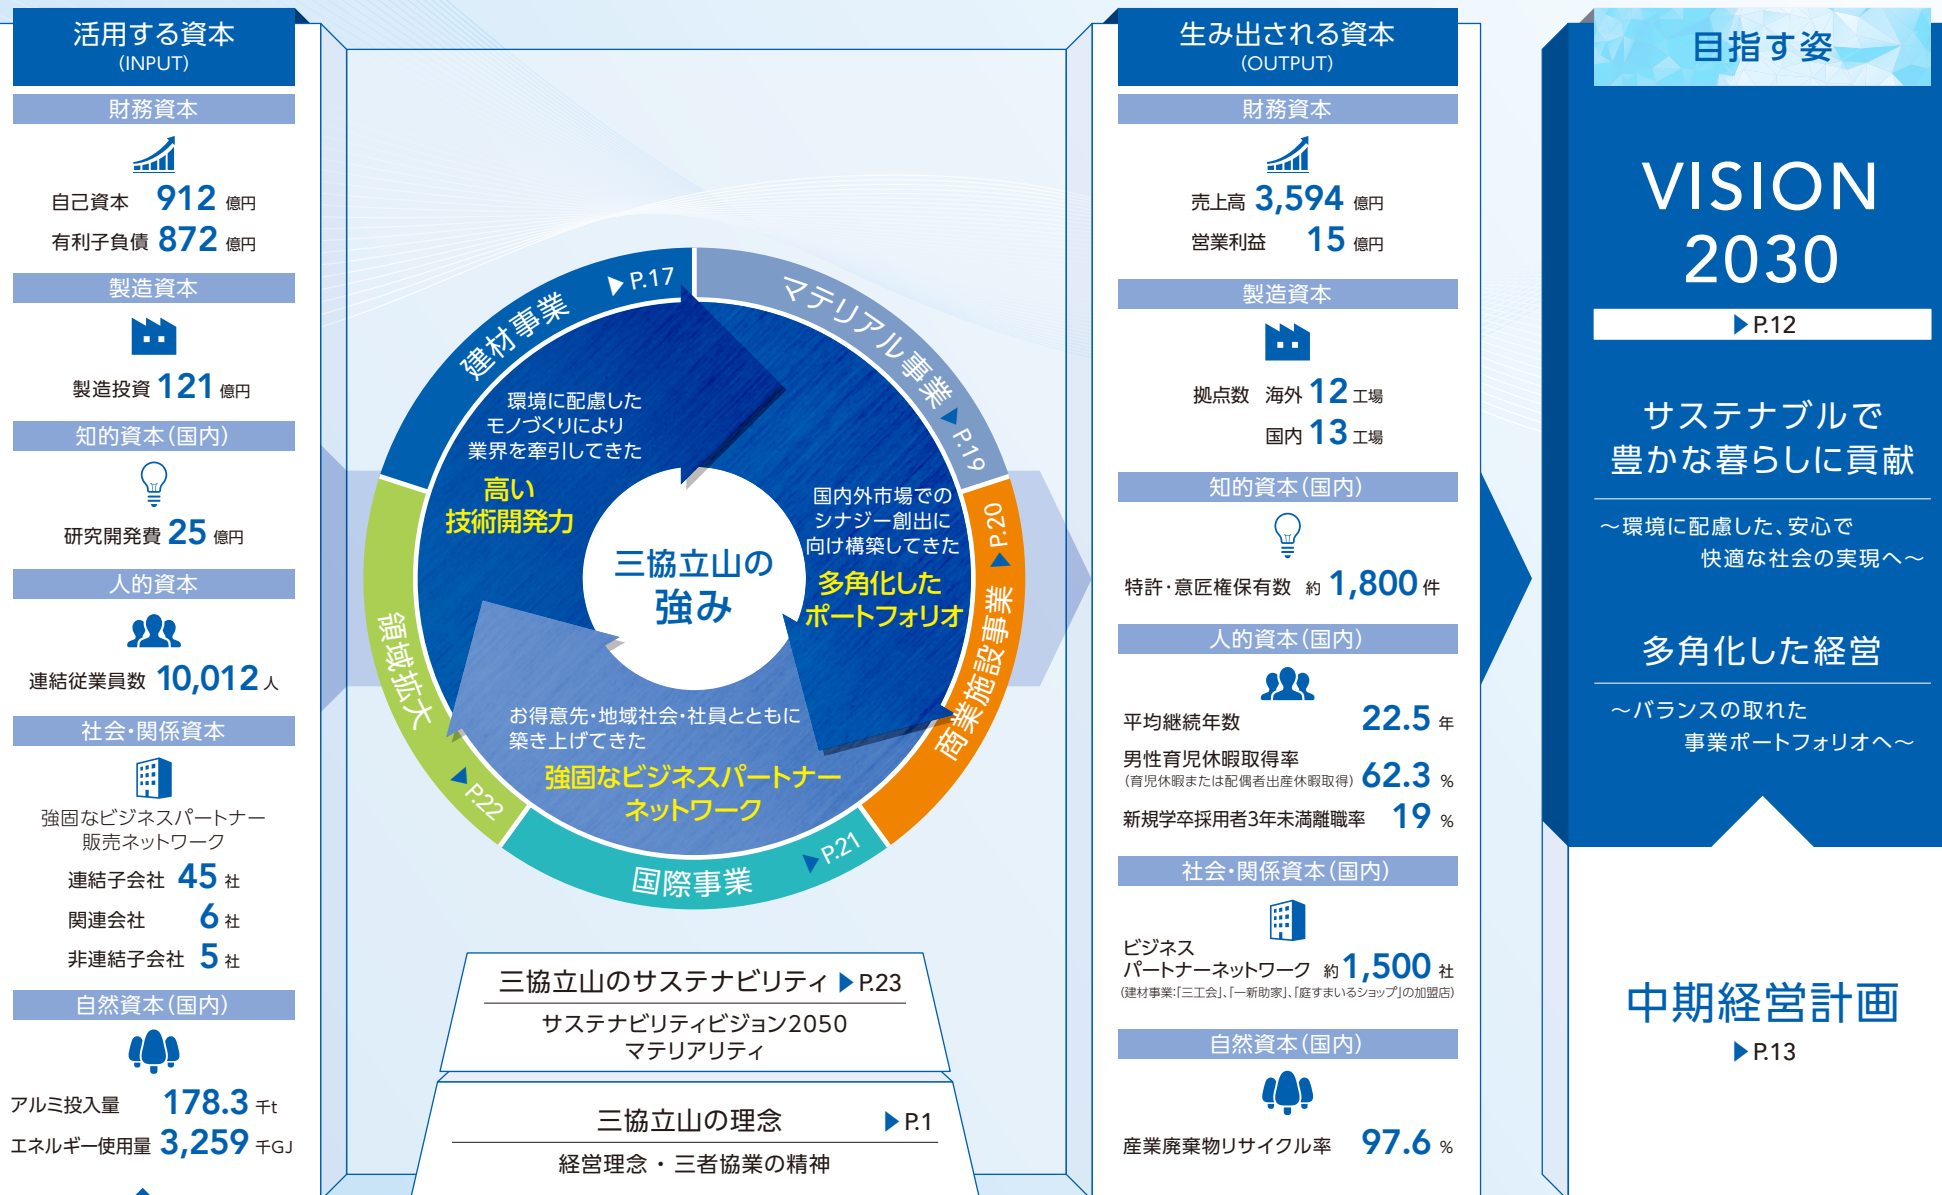 活用する資本
(INPUT)
財務資本
自己資本 912 億円
有利子負債 872 億円
製造資本
製造投資 121 億円
知的資本(国内)
研究開発費 25 億円
人的資本
連結従業員数 10,012 人
社会・関係資本
強固なビジネスパートナー
販売ネットワーク
連結子会社 45 社
関連会社 6 社
非連結子会社 5 社
自然資本(国内)
アルミ投入量 178.3 千t
エネルギー使用量 3,259 千GJ
建材事業 ▶P.17
マテリアル事業 ▶P.19
商業施設事業 ▶P.20
国際事業 ▶P.21
領域拡大 ▶P.22
環境に配慮した
モノづくりにより
業界を牽引してきた
高い
技術開発力
国内外市場での
シナジー創出に
向け構築してきた
多角化した
ポートフォリオ
三協立山の
強み
お得意先・地域社会・社員とともに
築き上げてきた
強固なビジネスパートナー
ネットワーク
三協立山のサステナビリティ ▶P.23
サステナビリティビジョン2050
マテリアリティ
三協立山の理念 ▶P.1
経営理念・三者協業の精神
生み出される資本
(OUTPUT)
財務資本
売上高 3,594 億円
営業利益 15 億円
製造資本
拠点数 海外 12 工場
国内 13 工場
知的資本(国内)
特許・意匠権保有数 約 1,800 件
人的資本(国内)
平均継続年数 22.5 年
男性育児休暇取得率
(育児休暇または配偶者出産休暇取得) 62.3 %
新規学卒採用者3年未満離職率 19 %
社会・関係資本(国内)
ビジネス
パートナーネットワーク 約 1,500 社
(建材事業:「三工会」、「一新助家」、「庭すまいるショップ」の加盟店)
自然資本(国内)
産業廃棄物リサイクル率 97.6 %
目指す姿
VISION
2030
▶P.12
サステナブルで
豊かな暮らしに貢献
～環境に配慮した、安心で
快適な社会の実現へ～
多角化した経営
～バランスの取れた
事業ポートフォリオへ～
中期経営計画
▶P.13